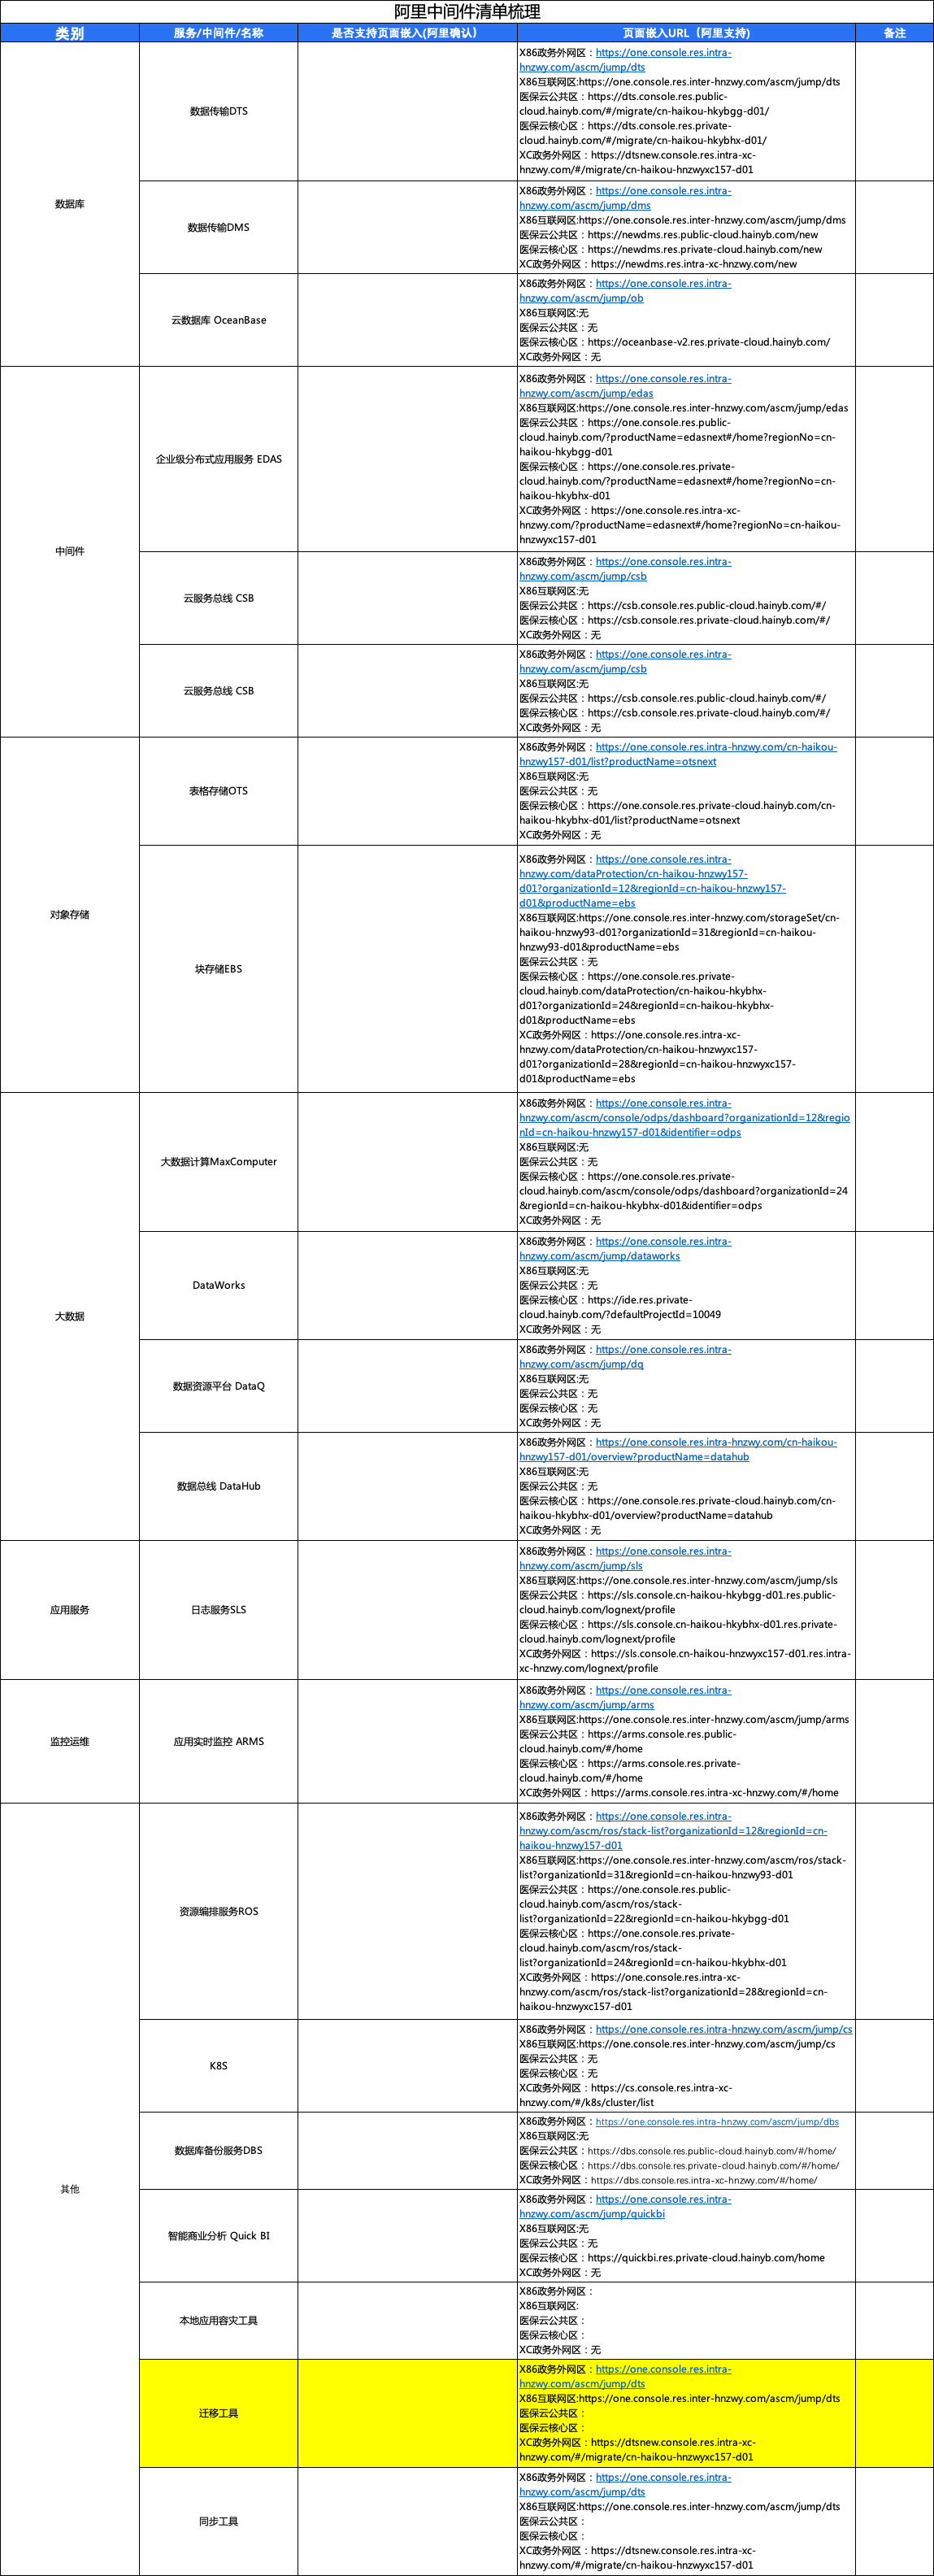 阿里中间件清单梳理
类别 服务/中间件/名称 是否支持页面嵌入(阿里确认） 页面嵌入URL（阿里支持) 备注
数据库
数据传输DTS
X86政务外网区：https://one.console.res.intra-
hnzwy.com/ascm/jump/dts
X86互联网区:https://one.console.res.inter-hnzwy.com/ascm/jump/dts
医保云公共区：https://dts.console.res.public-
cloud.hainyb.com/#/migrate/cn-haikou-hkybgg-d01/
医保云核心区：https://dts.console.res.private-
cloud.hainyb.com/#/migrate/cn-haikou-hkybhx-d01/
XC政务外网区：https://dtsnew.console.res.intra-xc-
hnzwy.com/#/migrate/cn-haikou-hnzwyxc157-d01
数据传输DMS
X86政务外网区：https://one.console.res.intra-
hnzwy.com/ascm/jump/dms
X86互联网区:https://one.console.res.inter-hnzwy.com/ascm/jump/dms
医保云公共区：https://newdms.res.public-cloud.hainyb.com/new
医保云核心区：https://newdms.res.private-cloud.hainyb.com/new
XC政务外网区：https://newdms.res.intra-xc-hnzwy.com/new
云数据库 OceanBase
X86政务外网区：https://one.console.res.intra-
hnzwy.com/ascm/jump/ob
X86互联网区:无
医保云公共区：无
医保云核心区：https://oceanbase-v2.res.private-cloud.hainyb.com/
XC政务外网区：无
中间件
企业级分布式应用服务 EDAS
X86政务外网区：https://one.console.res.intra-
hnzwy.com/ascm/jump/edas
X86互联网区:https://one.console.res.inter-hnzwy.com/ascm/jump/edas
医保云公共区：https://one.console.res.public-
cloud.hainyb.com/?productName=edasnext#/home?regionNo=cn-
haikou-hkybgg-d01
医保云核心区：https://one.console.res.private-
cloud.hainyb.com/?productName=edasnext#/home?regionNo=cn-
haikou-hkybhx-d01
XC政务外网区：https://one.console.res.intra-xc-
hnzwy.com/?productName=edasnext#/home?regionNo=cn-haikou-
hnzwyxc157-d01
云服务总线 CSB
X86政务外网区：https://one.console.res.intra-
hnzwy.com/ascm/jump/csb
X86互联网区:无
医保云公共区：https://csb.console.res.public-cloud.hainyb.com/#/
医保云核心区：https://csb.console.res.private-cloud.hainyb.com/#/
XC政务外网区：无
云服务总线 CSB
X86政务外网区：https://one.console.res.intra-
hnzwy.com/ascm/jump/csb
X86互联网区:无
医保云公共区：https://csb.console.res.public-cloud.hainyb.com/#/
医保云核心区：https://csb.console.res.private-cloud.hainyb.com/#/
XC政务外网区：无
对象存储
表格存储OTS
X86政务外网区：https://one.console.res.intra-hnzwy.com/cn-haikou-
hnzwy157-d01/list?productName=otsnext
X86互联网区:无
医保云公共区：无
医保云核心区：https://one.console.res.private-cloud.hainyb.com/cn-
haikou-hkybhx-d01/list?productName=otsnext
XC政务外网区：无
块存储EBS
X86政务外网区：https://one.console.res.intra-
hnzwy.com/dataProtection/cn-haikou-hnzwy157-
d01?organizationId=12&regionId=cn-haikou-hnzwy157-
d01&productName=ebs
X86互联网区:https://one.console.res.inter-hnzwy.com/storageSet/cn-
haikou-hnzwy93-d01?organizationId=31&regionId=cn-haikou-
hnzwy93-d01&productName=ebs
医保云公共区：无
医保云核心区：https://one.console.res.private-
cloud.hainyb.com/dataProtection/cn-haikou-hkybhx-
d01?organizationId=24&regionId=cn-haikou-hkybhx-
d01&productName=ebs
XC政务外网区：https://one.console.res.intra-xc-
hnzwy.com/dataProtection/cn-haikou-hnzwyxc157-
d01?organizationId=28&regionId=cn-haikou-hnzwyxc157-
d01&productName=ebs
大数据
大数据计算MaxComputer
X86政务外网区：https://one.console.res.intra-
hnzwy.com/ascm/console/odps/dashboard?organizationId=12&regio
nId=cn-haikou-hnzwy157-d01&identifier=odps
X86互联网区:无
医保云公共区：无
医保云核心区：https://one.console.res.private-
cloud.hainyb.com/ascm/console/odps/dashboard?organizationId=24
&regionId=cn-haikou-hkybhx-d01&identifier=odps
XC政务外网区：无
DataWorks
X86政务外网区：https://one.console.res.intra-
hnzwy.com/ascm/jump/dataworks
X86互联网区:无
医保云公共区：无
医保云核心区：https://ide.res.private-
cloud.hainyb.com/?defaultProjectId=10049
XC政务外网区：无
数据资源平台 DataQ
X86政务外网区：https://one.console.res.intra-
hnzwy.com/ascm/jump/dq
X86互联网区:无
医保云公共区：无
医保云核心区：无
XC政务外网区：无
数据总线 DataHub
X86政务外网区：https://one.console.res.intra-hnzwy.com/cn-haikou-
hnzwy157-d01/overview?productName=datahub
X86互联网区:无
医保云公共区：无
医保云核心区：https://one.console.res.private-cloud.hainyb.com/cn-
haikou-hkybhx-d01/overview?productName=datahub
XC政务外网区：无
应用服务
日志服务SLS
X86政务外网区：https://one.console.res.intra-
hnzwy.com/ascm/jump/sls
X86互联网区:https://one.console.res.inter-hnzwy.com/ascm/jump/sls
医保云公共区：https://sls.console.cn-haikou-hkybgg-d01.res.public-
cloud.hainyb.com/lognext/profile
医保云核心区：https://sls.console.cn-haikou-hkybhx-d01.res.private-
cloud.hainyb.com/lognext/profile
XC政务外网区：https://sls.console.cn-haikou-hnzwyxc157-d01.res.intra-
xc-hnzwy.com/lognext/profile
监控运维
应用实时监控 ARMS
X86政务外网区：https://one.console.res.intra-
hnzwy.com/ascm/jump/arms
X86互联网区:https://one.console.res.inter-hnzwy.com/ascm/jump/arms
医保云公共区：https://arms.console.res.public-
cloud.hainyb.com/#/home
医保云核心区：https://arms.console.res.private-
cloud.hainyb.com/#/home
XC政务外网区：https://arms.console.res.intra-xc-hnzwy.com/#/home
其他
资源编排服务ROS
X86政务外网区：https://one.console.res.intra-
hnzwy.com/ascm/ros/stack-list?organizationId=12&regionId=cn-
haikou-hnzwy157-d01
X86互联网区:https://one.console.res.inter-hnzwy.com/ascm/ros/stack-
list?organizationId=31&regionId=cn-haikou-hnzwy93-d01
医保云公共区：https://one.console.res.public-
cloud.hainyb.com/ascm/ros/stack-
list?organizationId=22&regionId=cn-haikou-hkybgg-d01
医保云核心区：https://one.console.res.private-
cloud.hainyb.com/ascm/ros/stack-
list?organizationId=24&regionId=cn-haikou-hkybhx-d01
XC政务外网区：https://one.console.res.intra-xc-
hnzwy.com/ascm/ros/stack-list?organizationId=28&regionId=cn-
haikou-hnzwyxc157-d01
K8S
X86政务外网区：https://one.console.res.intra-hnzwy.com/ascm/jump/cs
X86互联网区:https://one.console.res.inter-hnzwy.com/ascm/jump/cs
医保云公共区：无
医保云核心区：无
XC政务外网区：https://cs.console.res.intra-xc-
hnzwy.com/#/k8s/cluster/list
数据库备份服务DBS
X86政务外网区：https://one.console.res.intra-hnzwy.com/ascm/jump/dbs
X86互联网区:无
医保云公共区：https://dbs.console.res.public-cloud.hainyb.com/#/home/
医保云核心区：https://dbs.console.res.private-cloud.hainyb.com/#/home/
XC政务外网区：https://dbs.console.res.intra-xc-hnzwy.com/#/home/
智能商业分析 Quick BI
X86政务外网区：https://one.console.res.intra-
hnzwy.com/ascm/jump/quickbi
X86互联网区:无
医保云公共区：无
医保云核心区：https://quickbi.res.private-cloud.hainyb.com/home
XC政务外网区：无
本地应用容灾工具
X86政务外网区：
X86互联网区:
医保云公共区：
医保云核心区：
XC政务外网区：无
迁移工具
X86政务外网区：https://one.console.res.intra-
hnzwy.com/ascm/jump/dts
X86互联网区:https://one.console.res.inter-hnzwy.com/ascm/jump/dts
医保云公共区：
医保云核心区：
XC政务外网区：https://dtsnew.console.res.intra-xc-
hnzwy.com/#/migrate/cn-haikou-hnzwyxc157-d01
同步工具
X86政务外网区：https://one.console.res.intra-
hnzwy.com/ascm/jump/dts
X86互联网区:https://one.console.res.inter-hnzwy.com/ascm/jump/dts
医保云公共区：
医保云核心区：
XC政务外网区：https://dtsnew.console.res.intra-xc-
hnzwy.com/#/migrate/cn-haikou-hnzwyxc157-d01